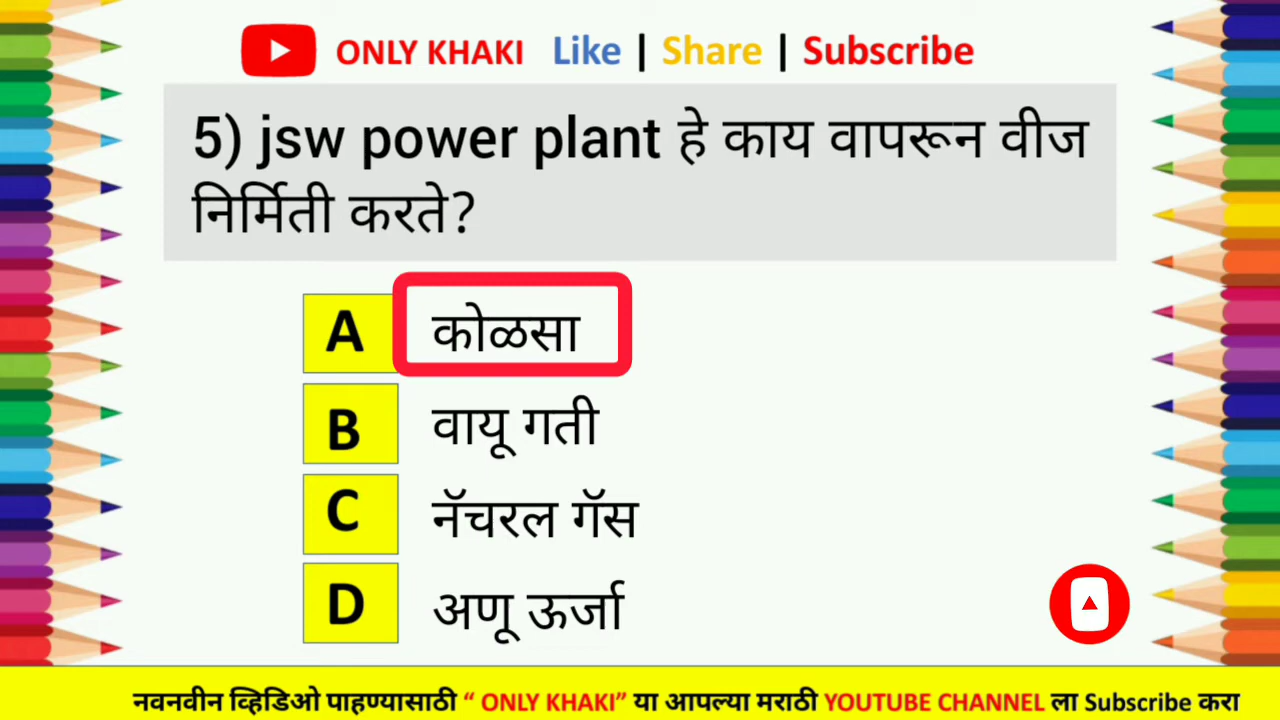 ONLY KHAKI Like | Share | Subscribe
5) jsw power plant हे काय वापरून वीज
निर्मिती करते?
A कोळसा
B वायू गती
C नॅचरल गॅस
D अणू ऊर्जा
नवनवीन व्हिडिओ पाहण्यासाठी “ ONLY KHAKI” या आपल्या मराठी YOUTUBE CHANNEL ला Subscribe करा